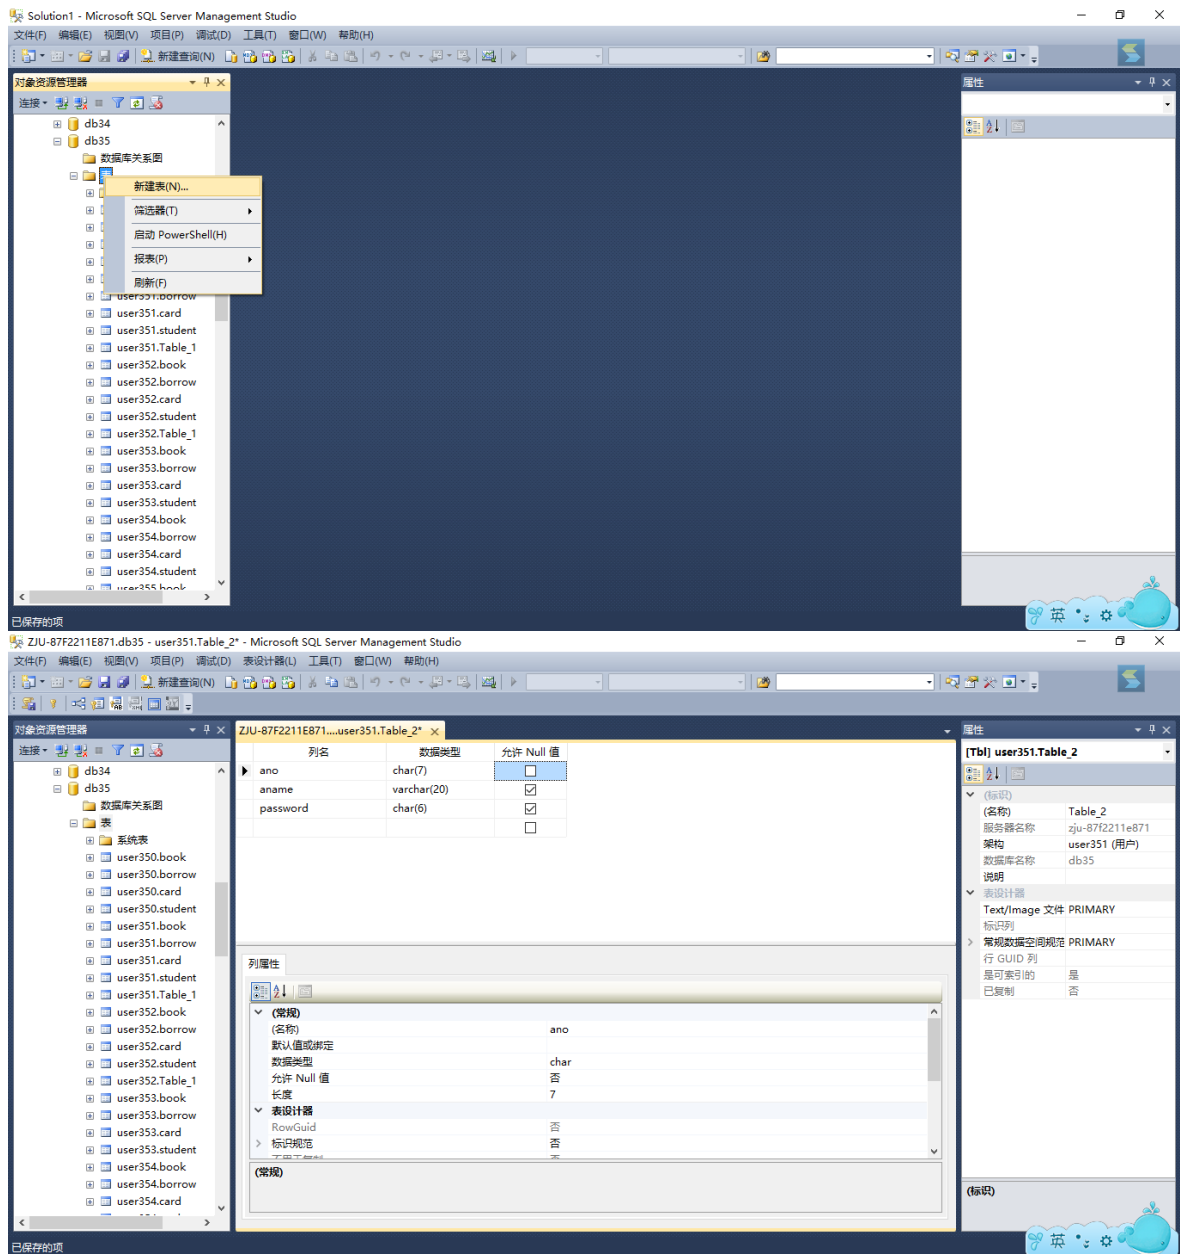 Solution1 - Microsoft SQL Server Management Studio
文件(F) 编辑(E) 视图(V) 项目(P) 调试(D) 工具(T) 窗口(W) 帮助(H)
新建查询(N)
对象资源管理器
属性
连接
db34
db35
数据库关系图
表
新建表(N)...
筛选器(T)
启动 PowerShell(H)
报表(P)
刷新(F)
user351.borrow
user351.card
user351.student
user351.Table_1
user352.book
user352.borrow
user352.card
user352.student
user352.Table_1
user353.book
user353.borrow
user353.card
user353.student
user354.book
user354.borrow
user354.card
user354.student
user355.book
英
已保存的项
ZJU-87F2211E871.db35 - user351.Table_2* - Microsoft SQL Server Management Studio
文件(F) 编辑(E) 视图(V) 项目(P) 调试(D) 表设计器(L) 工具(T) 窗口(W) 帮助(H)
新建查询(N)
对象资源管理器
连接
db34
db35
数据库关系图
表
系统表
user350.book
user350.borrow
user350.card
user350.student
user351.book
user351.borrow
user351.card
user351.student
user351.Table_1
user352.book
user352.borrow
user352.card
user352.student
user352.Table_1
user353.book
user353.borrow
user353.card
user353.student
user354.book
user354.borrow
user354.card
ZJU-87F2211E871....user351.Table_2*
列名 数据类型 允许 Null 值
ano char(7)
aname varchar(20)
password char(6)
列属性
(常规)
(名称) ano
默认值或绑定
数据类型 char
允许 Null 值 否
长度 7
表设计器
RowGuid 否
标识规范 否
不用于复制 否
(常规)
属性
[Tbl] user351.Table_2
(标识)
(名称) Table_2
服务器名称 zju-87f2211e871
架构 user351 (用户)
数据库名称 db35
说明
表设计器
Text/Image 文件 PRIMARY
标识列
常规数据空间规范 PRIMARY
行 GUID 列
是可索引的 是
已复制 否
(标识)
英
已保存的项